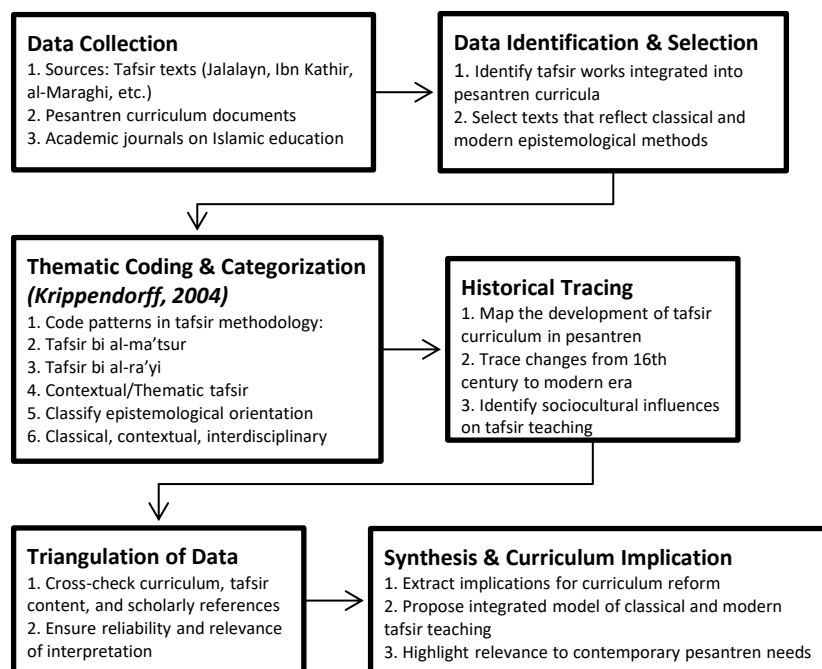 Data Collection
1. Sources: Tafsir texts (Jalalayn, Ibn Kathir,
al-Maraghi, etc.)
2. Pesantren curriculum documents
3. Academic journals on Islamic education
Data Identification & Selection
1. Identify tafsir works integrated into
pesantren curricula
2. Select texts that reflect classical and
modern epistemological methods
Thematic Coding & Categorization
(Krippendorff, 2004)
1. Code patterns in tafsir methodology:
2. Tafsir bi al-ma’tsur
3. Tafsir bi al-ra’yi
4. Contextual/Thematic tafsir
5. Classify epistemological orientation
6. Classical, contextual, interdisciplinary
Historical Tracing
1. Map the development of tafsir
curriculum in pesantren
2. Trace changes from 16th
century to modern era
3. Identify sociocultural influences
on tafsir teaching
Triangulation of Data
1. Cross-check curriculum, tafsir
content, and scholarly references
2. Ensure reliability and relevance
of interpretation
Synthesis & Curriculum Implication
1. Extract implications for curriculum reform
2. Propose integrated model of classical and modern
tafsir teaching
3. Highlight relevance to contemporary pesantren needs